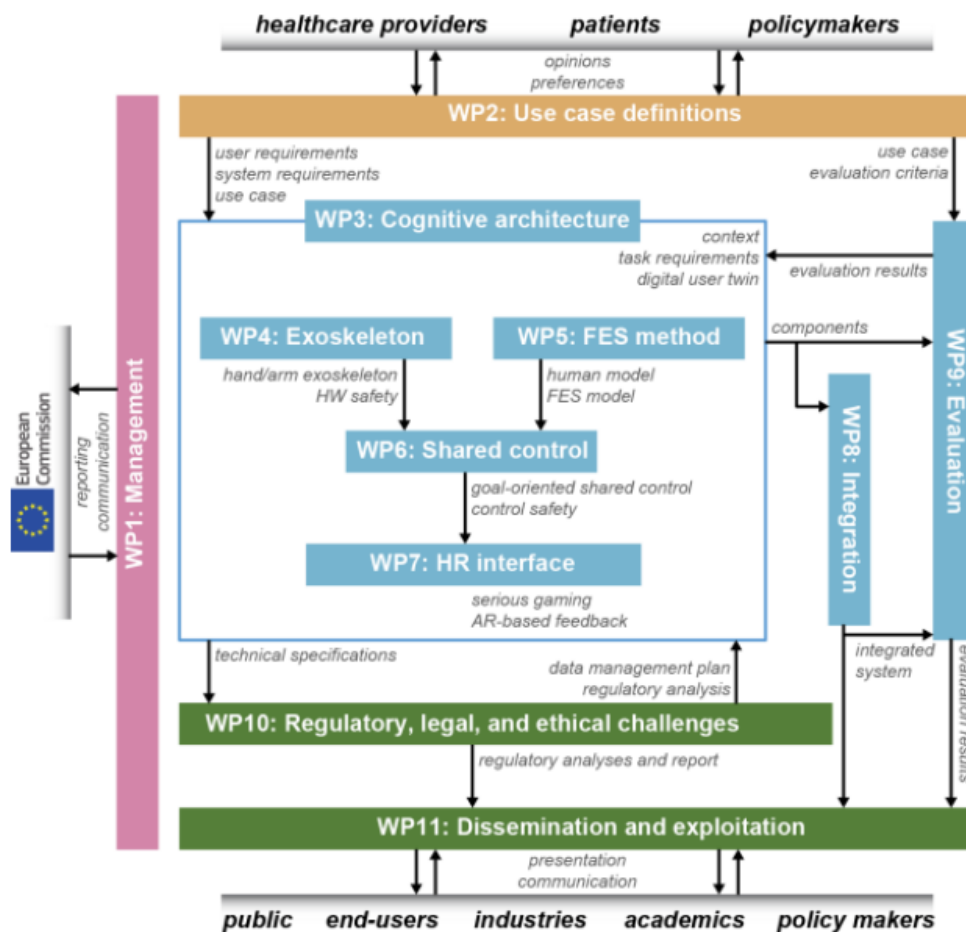 healthcare providers patients policymakers
opinions
preferences
WP2: Use case definitions
user requirements
system requirements
use case
use case
evaluation criteria
WP3: Cognitive architecture
context
task requirements
digital user twin
evaluation results
WP4: Exoskeleton
WP5: FES method
components
hand/arm exoskeleton
HW safety
human model
FES model
WP6: Shared control
goal-oriented shared control
control safety
WP7: HR interface
serious gaming
AR-based feedback
WP8: Integration
WP9: Evaluation
WP1: Management
European
Commission
reporting
communication
technical specifications
data management plan
regulatory analysis
integrated
system
evaluation results
WP10: Regulatory, legal, and ethical challenges
regulatory analyses and report
WP11: Dissemination and exploitation
presentation
communication
public end-users industries academics policy makers